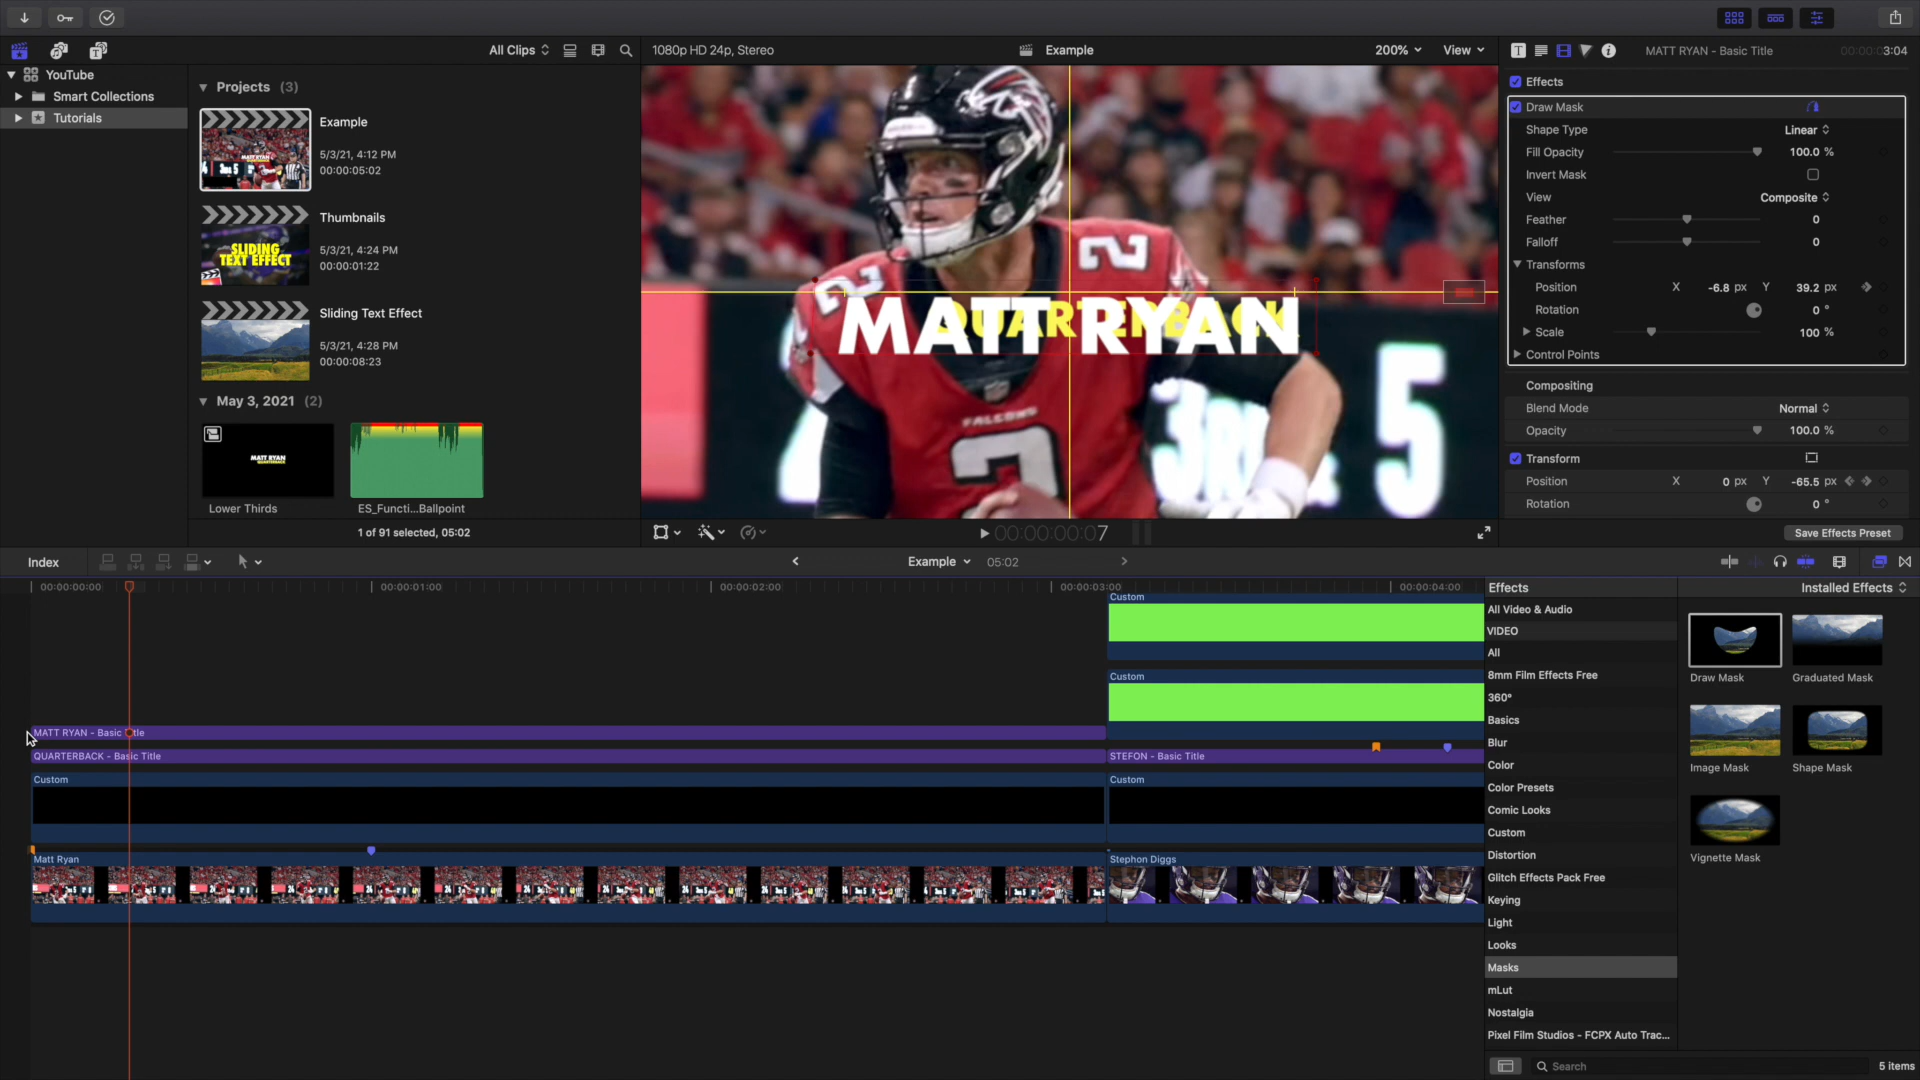 All Clips
1080p HD 24p, Stereo
Example
200%
View
MATT RYAN - Basic Title
3:04
YouTube
Smart Collections
Tutorials
Projects (3)
Example
5/3/21, 4:12 PM
00:00:05:02
Thumbnails
5/3/21, 4:24 PM
00:00:01:22
SLIDING
TEXT EFFECT
Sliding Text Effect
5/3/21, 4:28 PM
00:00:08:23
May 3, 2021 (2)
MATT RYAN
QUARTERBACK
Lower Thirds
ES_Functi...Ballpoint
1 of 91 selected, 05:02
2
2
QUARTERBACK
MATT RYAN
FALCONS
2
5
00:00:00:07
Effects
Draw Mask
Shape Type Linear
Fill Opacity 100.0 %
Invert Mask
View Composite
Feather 0
Falloff 0
Transforms
Position X -6.8 px Y 39.2 px
Rotation 0 °
Scale 100 %
Control Points
Compositing
Blend Mode Normal
Opacity 100.0 %
Transform
Position X 0 px Y -65.5 px
Rotation 0 °
Save Effects Preset
Index
Example 05:02
00:00:00:00 00:00:01:00 00:00:02:00 00:00:03:00 00:00:04:00
Custom
Custom
MATT RYAN - Basic Title
QUARTERBACK - Basic Title
STEFON - Basic Title
Custom
Custom
Matt Ryan
Stephon Diggs
Effects
Installed Effects
All Video & Audio
VIDEO
All
8mm Film Effects Free
360°
Basics
Blur
Color
Color Presets
Comic Looks
Custom
Distortion
Glitch Effects Pack Free
Keying
Light
Looks
Masks
mLut
Nostalgia
Pixel Film Studios - FCPX Auto Trac...
Draw Mask
Graduated Mask
Image Mask
Shape Mask
Vignette Mask
Search
5 items